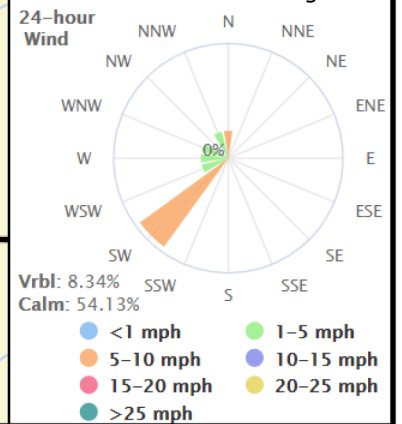 24-hour
Wind
N
NNW
NNE
NW
NE
WNW
ENE
0%
W
E
WSW
ESE
SW
SE
Vrbl: 8.34%
SSW
SSE
S
Calm: 54.13%
<1 mph
1-5 mph
5-10 mph
10-15 mph
15-20 mph
20-25 mph
>25 mph